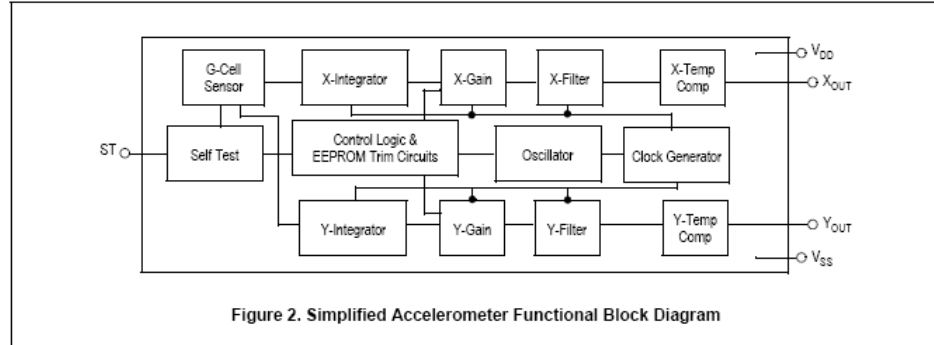 G-Cell
Sensor
X-Integrator
X-Gain
X-Filter
X-Temp
Comp
VDD
XOUT
ST
Self Test
Control Logic &
EEPROM Trim Circuits
Oscillator
Clock Generator
Y-Integrator
Y-Gain
Y-Filter
Y-Temp
Comp
YOUT
VSS
Figure 2. Simplified Accelerometer Functional Block Diagram